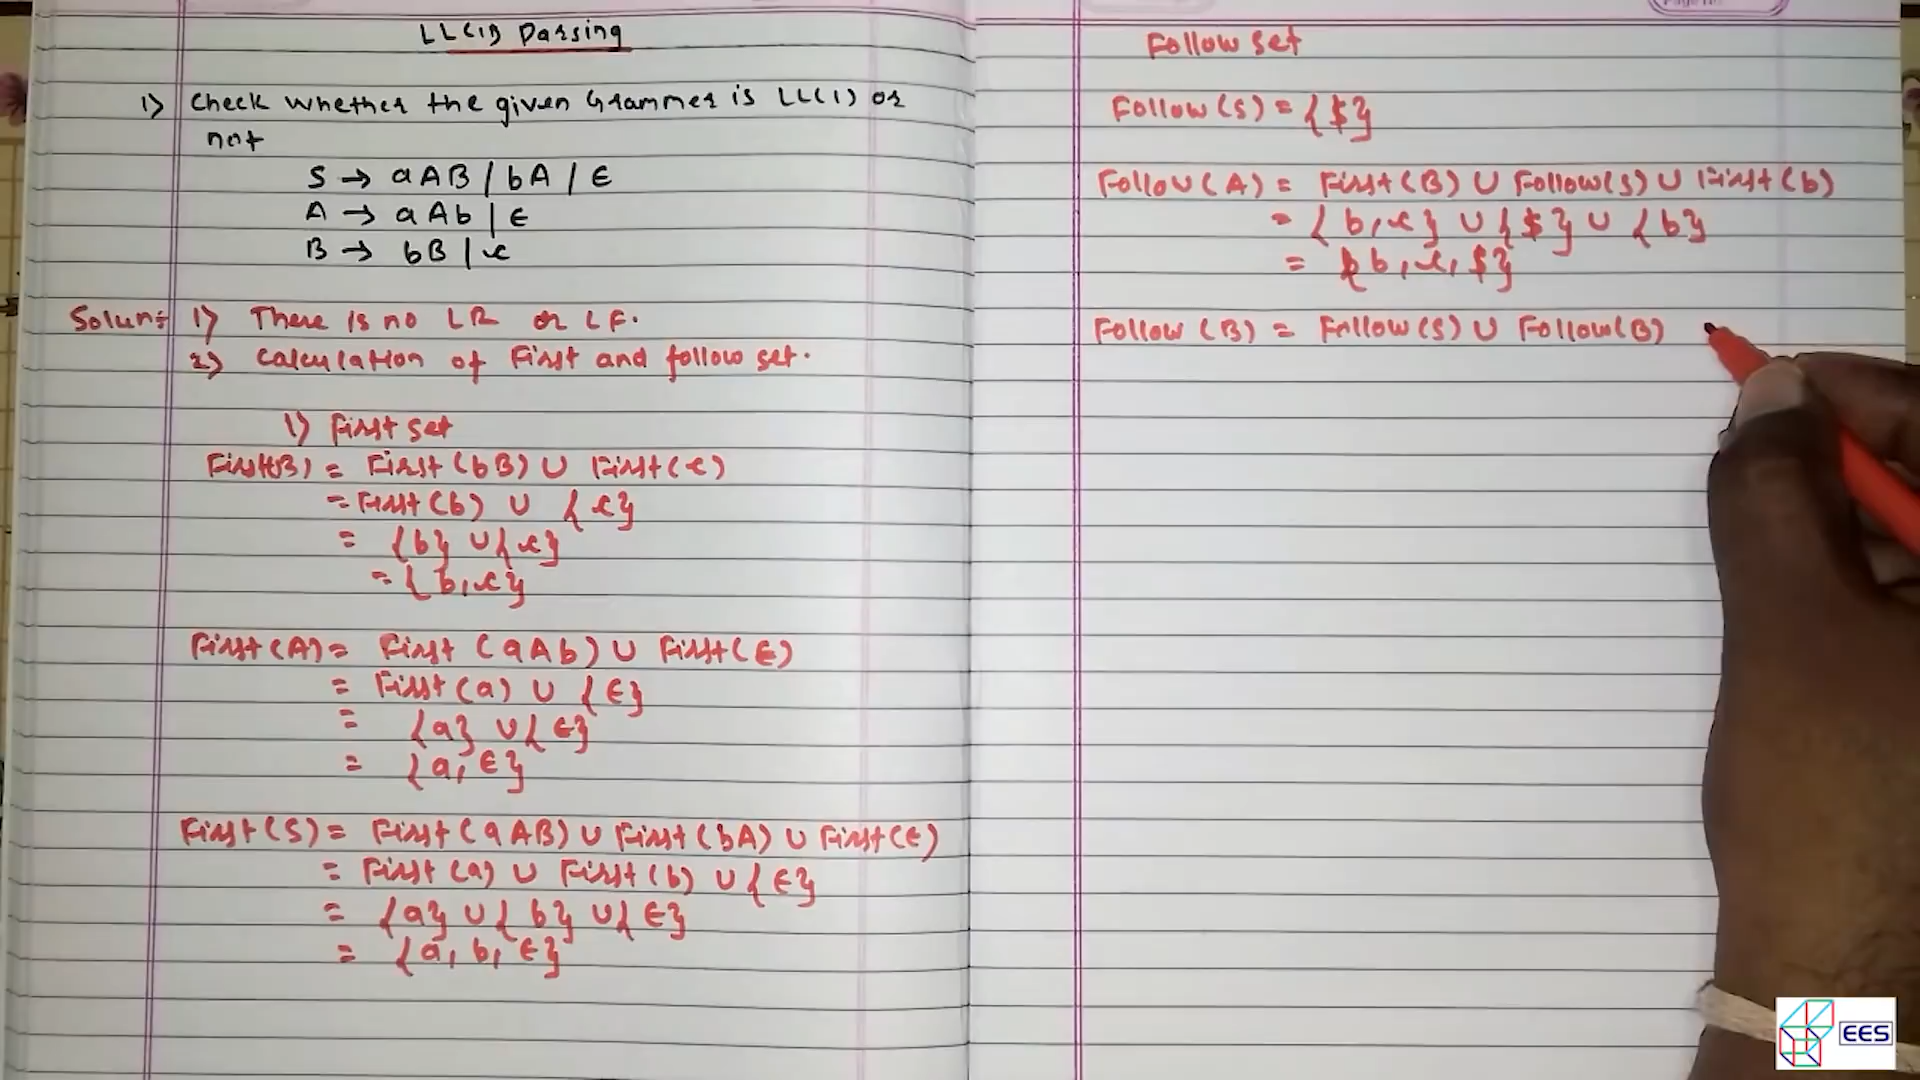 LL(1) Parsing
1) Check whether the given Grammer is LL(1) or
not
S → aAB | bA | ε
A → aAb | ε
B → bB | ε
Solun:- 1) There is no LR or LF.
2) Calculation of First and follow set.
1) First set
First(B) = First(bB) ∪ First(ε)
= First(b) ∪ {ε}
= {b} ∪ {ε}
= {b, ε}
First(A) = First(aAb) ∪ First(ε)
= First(a) ∪ {ε}
= {a} ∪ {ε}
= {a, ε}
First(S) = First(aAB) ∪ First(bA) ∪ First(ε)
= First(a) ∪ First(b) ∪ {ε}
= {a} ∪ {b} ∪ {ε}
= {a, b, ε}
Follow set
Follow(S) = {$}
Follow(A) = First(B) ∪ Follow(S) ∪ First(b)
= {b, ε} ∪ {$} ∪ {b}
= {b, ε, $}
Follow(B) = Follow(S) ∪ Follow(B)
EES